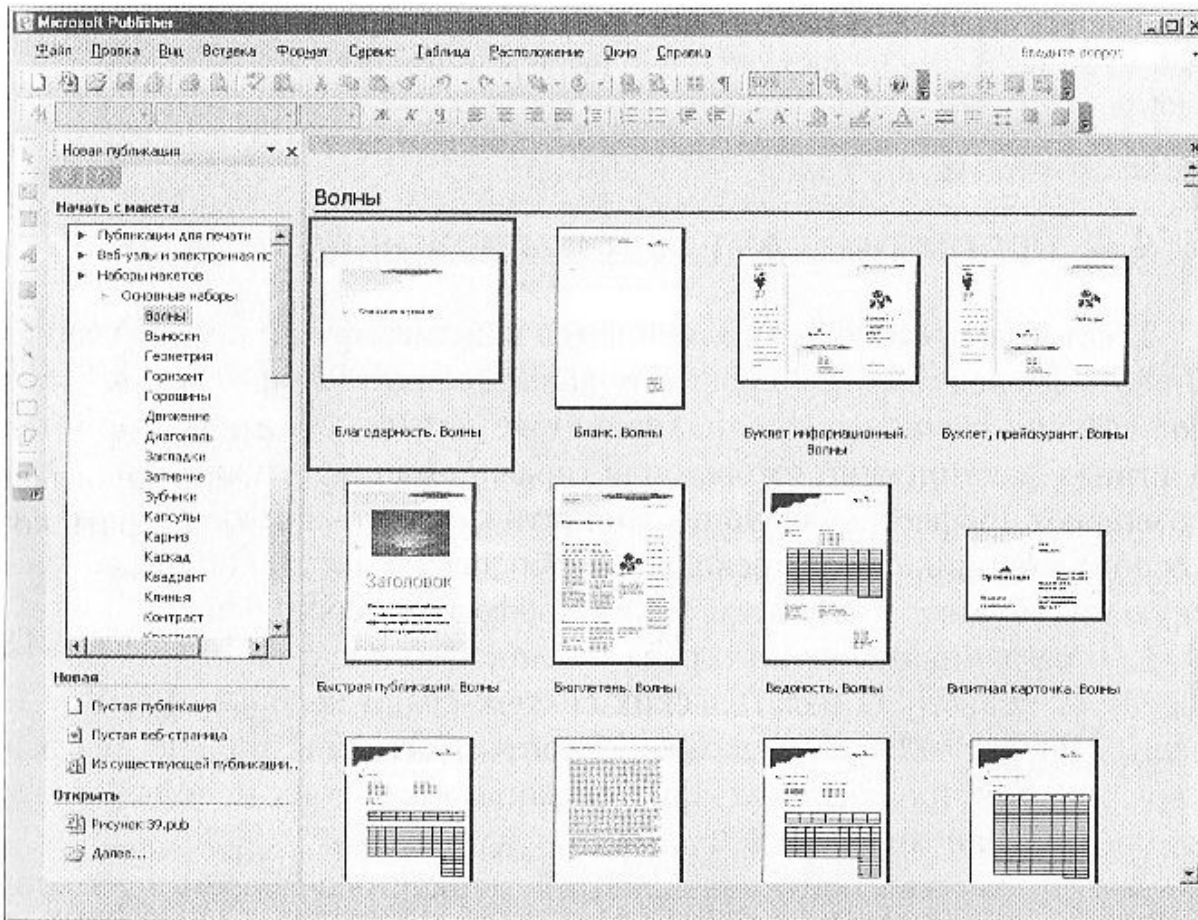 Microsoft Publisher
Файл Правка Вид Вставка Формат Сервис Таблица Расположение Окно Справка Введите вопрос
Ж К Ч
Новая публикация
Начать с макета
Публикации для печати
Веб-узлы и электронная по
Наборы макетов
Основные наборы
Волны
Выноски
Геометрия
Горизонт
Горошины
Движение
Диагональ
Закладки
Затмение
Зубчики
Капсулы
Карниз
Каскад
Квадрант
Клинья
Контраст
Новая
Пустая публикация
Пустая веб-страница
Из существующей публикации...
Открыть
Рисунок 39.pub
Далее...
Волны
Благодарность. Волны
Бланк. Волны
Буклет информационный. Волны
Буклет, прейскурант. Волны
Заголовок
Быстрая публикация. Волны
Бюллетень. Волны
Ведомость. Волны
Организация
Визитная карточка. Волны